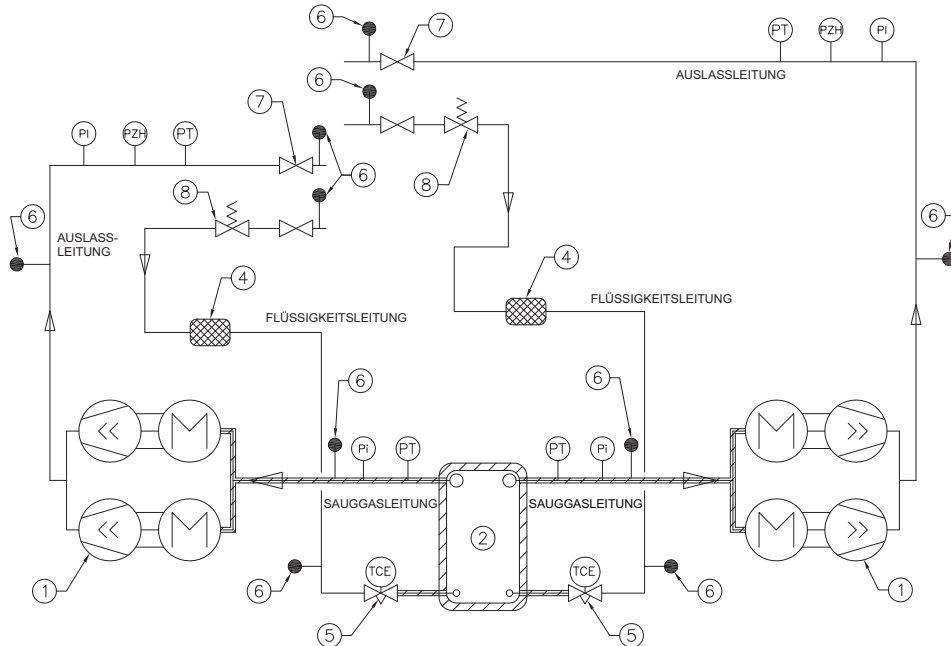 6
7
PT
PZH
PI
AUSLASSLEITUNG
6
7
PI
PZH
PT
6
8
8
6
AUSLASS-
LEITUNG
6
4
4
FLÜSSIGKEITSLEITUNG
FLÜSSIGKEITSLEITUNG
6
6
M
M
M
M
Pi
PT
PT
Pi
SAUGGASLEITUNG
SAUGGASLEITUNG
2
1
6
TCE
TCE
6
1
5
5